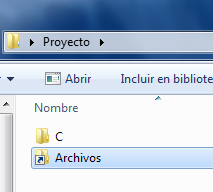 Proyecto
Abrir Incluir en bibliote
Nombre
C
Archivos